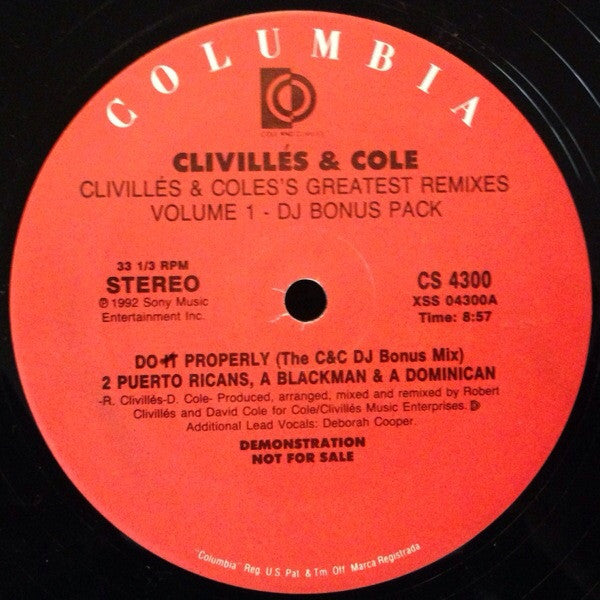 COLUMBIA
COLE AND CLIVILLES
CLIVILLÉS & COLE
CLIVILLÉS & COLES'S GREATEST REMIXES
VOLUME 1 - DJ BONUS PACK
33 1/3 RPM
STEREO
℗ 1992 Sony Music
Entertainment Inc.
CS 4300
XSS 04300A
Time: 8:57
DO IT PROPERLY (The C&C DJ Bonus Mix)
2 PUERTO RICANS, A BLACKMAN & A DOMINICAN
-R. Clivillés-D. Cole- Produced, arranged, mixed and remixed by Robert
Clivillés and David Cole for Cole/Clivillés Music Enterprises.
Additional Lead Vocals: Deborah Cooper.
DEMONSTRATION
NOT FOR SALE
"Columbia" Reg. U.S. Pat. & Tm. Off. Marca Registrada